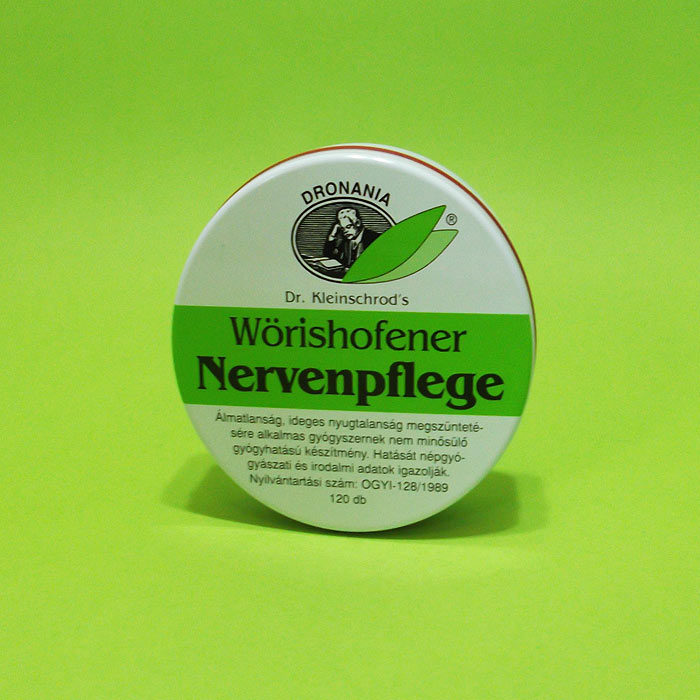 DRONANIA
®
Dr. Kleinschrod's
Wörishofener
Nervenpflege
Álmatlanság, ideges nyugtalanság megszünteté-
sére alkalmas gyógyszernek nem minősülő
gyógyhatású készítmény. Hatását népgyó-
gyászati és irodalmi adatok igazolják.
Nyilvántartási szám: OGYI-128/1989
120 db